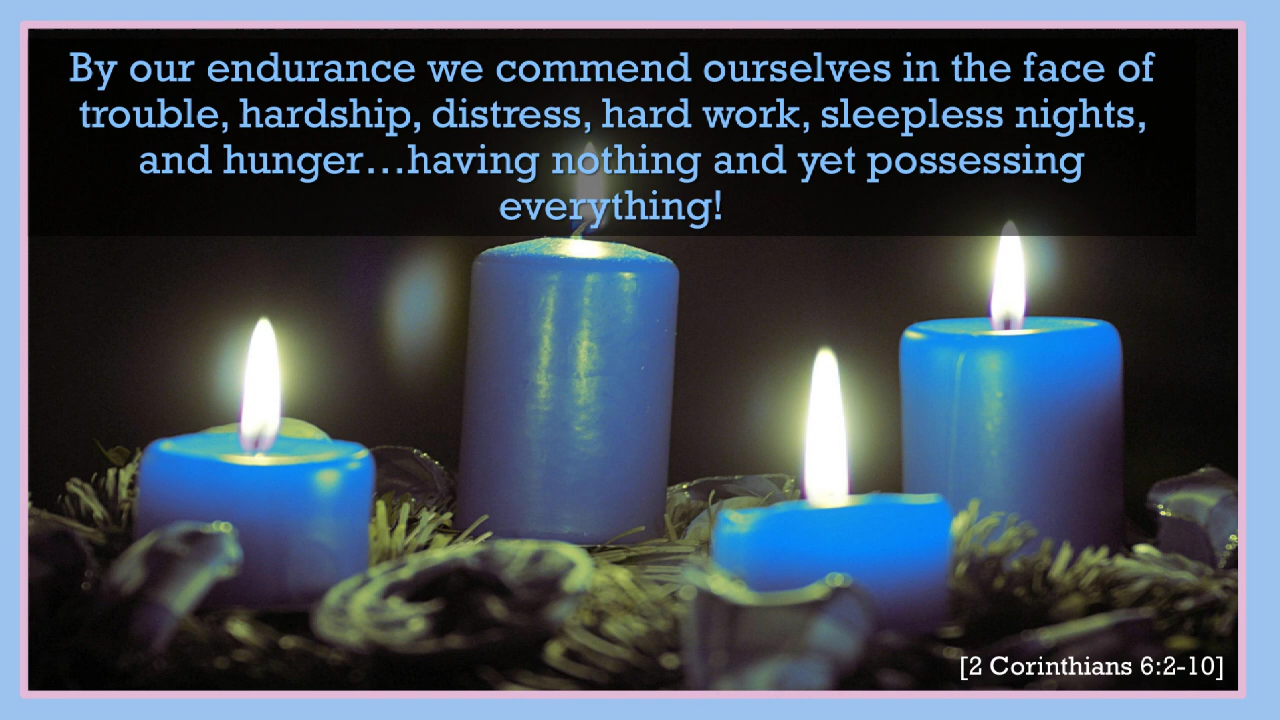 By our endurance we commend ourselves in the face of
trouble, hardship, distress, hard work, sleepless nights,
and hunger…having nothing and yet possessing
everything!
[2 Corinthians 6:2-10]